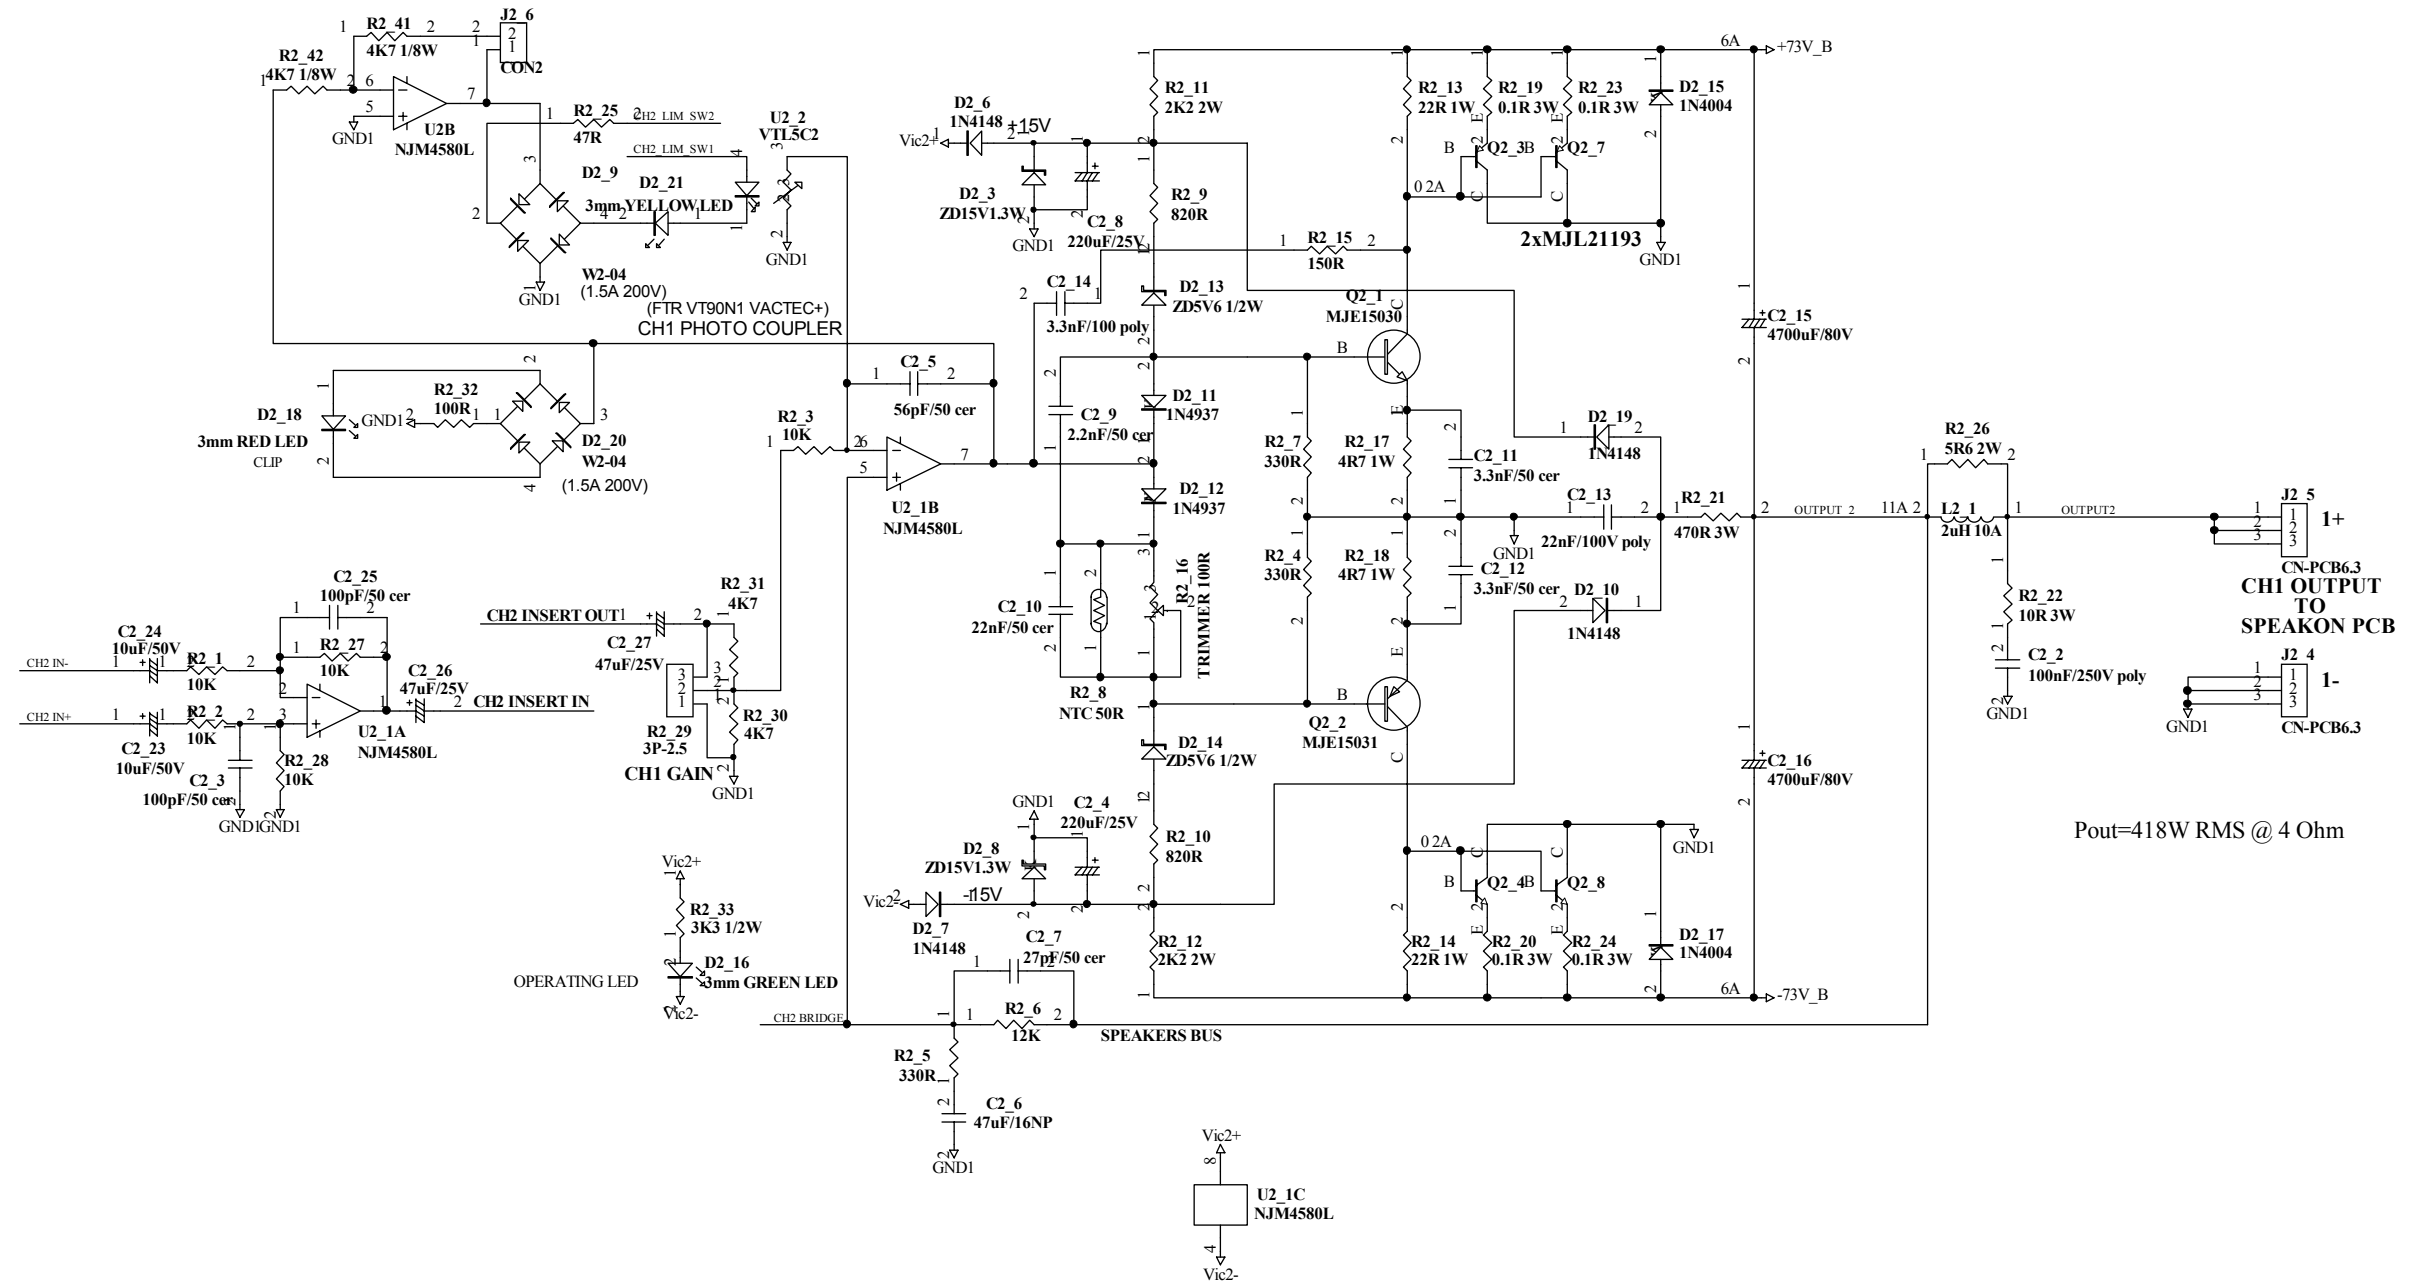 R2_41
4K7 1/8W
J2_6
CON2
R2_42
4K7 1/8W
U2B
NJM4580L
GND1
R2_25
47R
CH2_LIM_SW2
CH2_LIM_SW1
U2_2
VTL5C2
D2_9
D2_21
3mm YELLOW LED
GND1
W2-04
(1.5A 200V)
GND1
(FTR VT90N1 VACTEC+)
CH1 PHOTO COUPLER
R2_32
100R
GND1
D2_18
3mm RED LED
CLIP
D2_20
W2-04
(1.5A 200V)
C2_5
56pF/50 cer
R2_3
10K
U2_1B
NJM4580L
C2_25
100pF/50 cer
R2_27
10K
C2_24
10uF/50V
CH2 IN-
R2_1
10K
CH2 IN+
R2_2
10K
C2_23
10uF/50V
C2_3
100pF/50 cer
R2_28
10K
GND1
GND1
U2_1A
NJM4580L
C2_26
47uF/25V
CH2 INSERT IN
CH2 INSERT OUT
C2_27
47uF/25V
R2_31
4K7
R2_30
4K7
R2_29
3P-2.5
CH1 GAIN
GND1
Vic2+
R2_33
3K3 1/2W
D2_16
3mm GREEN LED
OPERATING LED
Vic2-
CH2 BRIDGE
D2_6
1N4148
+15V
Vic2+
D2_3
ZD15V1.3W
GND1
C2_8
220uF/25V
R2_11
2K2 2W
R2_9
820R
C2_14
3.3nF/100 poly
D2_13
ZD5V6 1/2W
R2_15
150R
C2_9
2.2nF/50 cer
D2_11
1N4937
D2_12
1N4937
C2_10
22nF/50 cer
R2_8
NTC 50R
R2_16
TRIMMER 100R
D2_14
ZD5V6 1/2W
R2_10
820R
GND1
C2_4
220uF/25V
D2_8
ZD15V1.3W
-15V
Vic2-
D2_7
1N4148
R2_12
2K2 2W
C2_7
27pF/50 cer
R2_6
12K
SPEAKERS BUS
R2_5
330R
C2_6
47uF/16NP
GND1
Vic2+
8
U2_1C
NJM4580L
4
Vic2-
R2_13
22R 1W
R2_19
0.1R 3W
R2_23
0.1R 3W
D2_15
1N4004
6A
+73V_B
Q2_3
Q2_7
0 2A
2xMJL21193
GND1
Q2_1
MJE15030
R2_7
330R
R2_17
4R7 1W
C2_11
3.3nF/50 cer
D2_19
1N4148
C2_13
22nF/100V poly
GND1
R2_21
470R 3W
R2_4
330R
R2_18
4R7 1W
C2_12
3.3nF/50 cer
D2_10
1N4148
Q2_2
MJE15031
0 2A
Q2_4
Q2_8
GND1
R2_14
22R 1W
R2_20
0.1R 3W
R2_24
0.1R 3W
D2_17
1N4004
6A
-73V_B
C2_15
4700uF/80V
C2_16
4700uF/80V
OUTPUT 2
11A
R2_26
5R6 2W
L2_1
2uH 10A
OUTPUT2
R2_22
10R 3W
C2_2
100nF/250V poly
GND1
J2_5
1+
CN-PCB6.3
CH1 OUTPUT
TO
SPEAKON PCB
J2_4
1-
GND1
CN-PCB6.3
Pout=418W RMS @ 4 Ohm